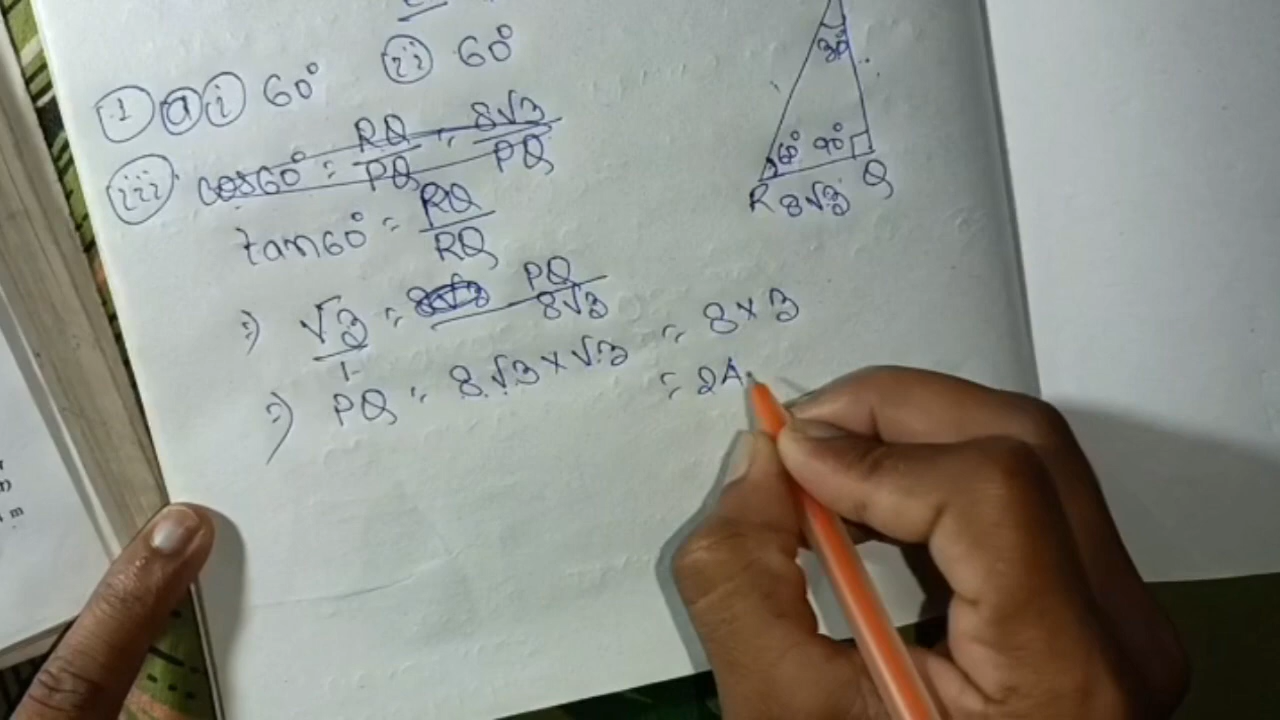 1 a i 60° ii 60°
iii cos60° = RQ/PQ = 8√3/PQ
tan60° = RQ/RQ
⇒ √3/1 = PQ/8√3
⇒ PQ = 8√3×√3 = 8×3
= 24
30°
60° 90°
R 8√3 Q
m